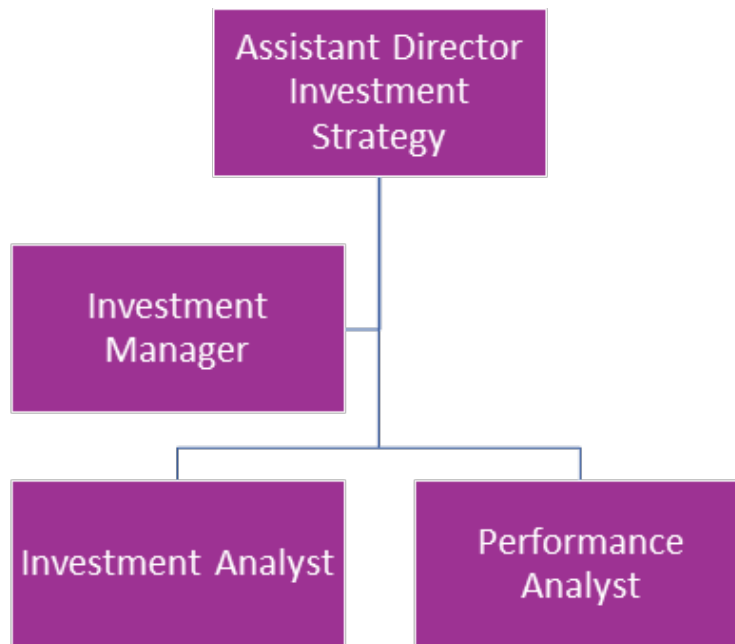 Assistant Director
Investment
Strategy
Investment
Manager
Investment Analyst
Performance
Analyst